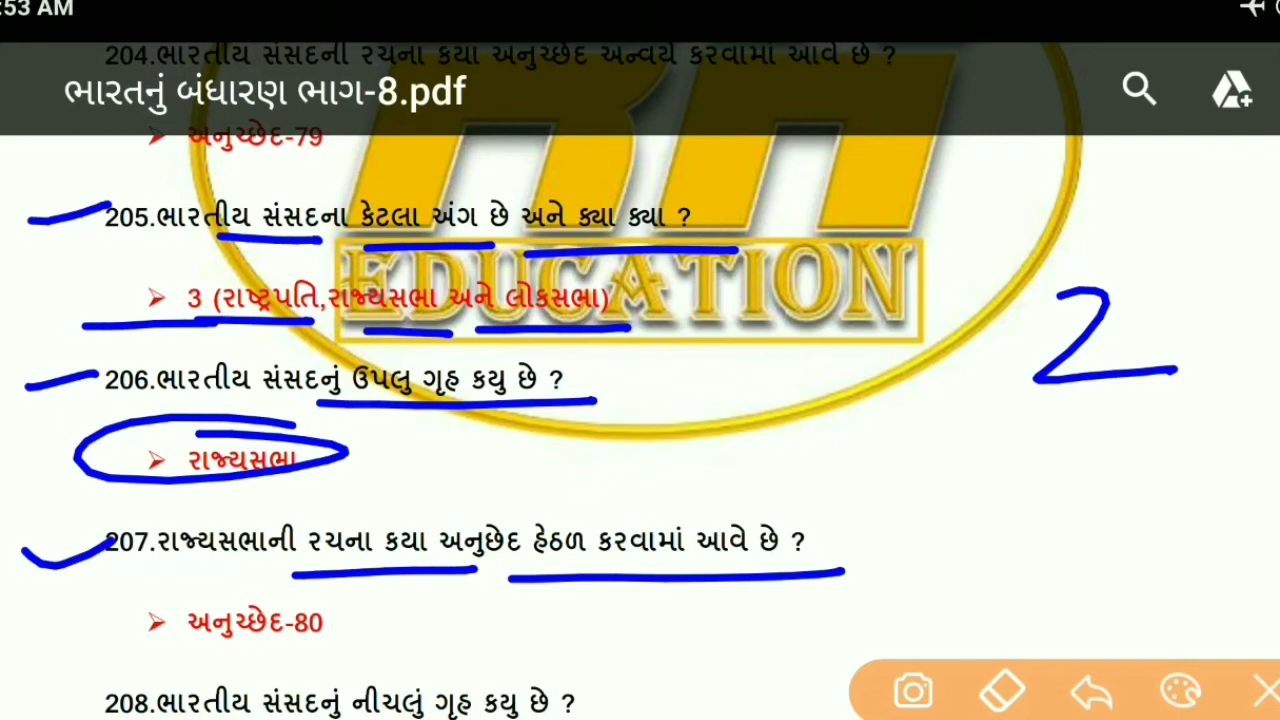 :53 AM
204.ભારતીય સંસદની રચના કયા અનુચ્છેદ અન્વયે કરવામાં આવે છે ?
ભારતનું બંધારણ ભાગ-8.pdf
અનુચ્છેદ-79
205.ભારતીય સંસદના કેટલા અંગ છે અને ક્યા ક્યા ?
3 (રાષ્ટ્રપતિ,રાજ્યસભા અને લોકસભા)
EDUCATION
2
206.ભારતીય સંસદનું ઉપલુ ગૃહ કયુ છે ?
રાજ્યસભા
207.રાજ્યસભાની રચના કયા અનુછેદ હેઠળ કરવામાં આવે છે ?
અનુચ્છેદ-80
208.ભારતીય સંસદનું નીચલું ગૃહ કયુ છે ?